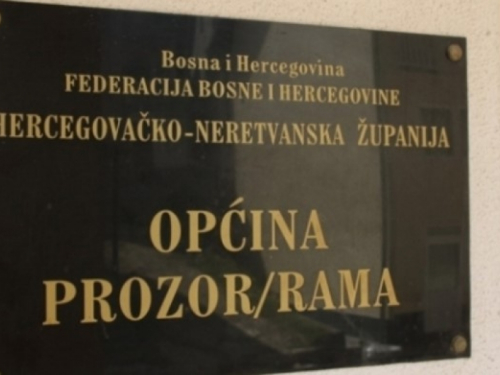 Bosna i Hercegovina
FEDERACIJA BOSNE I HERCEGOVINE
HERCEGOVAČKO-NERETVANSKA ŽUPANIJA
OPĆINA
PROZOR/RAMA